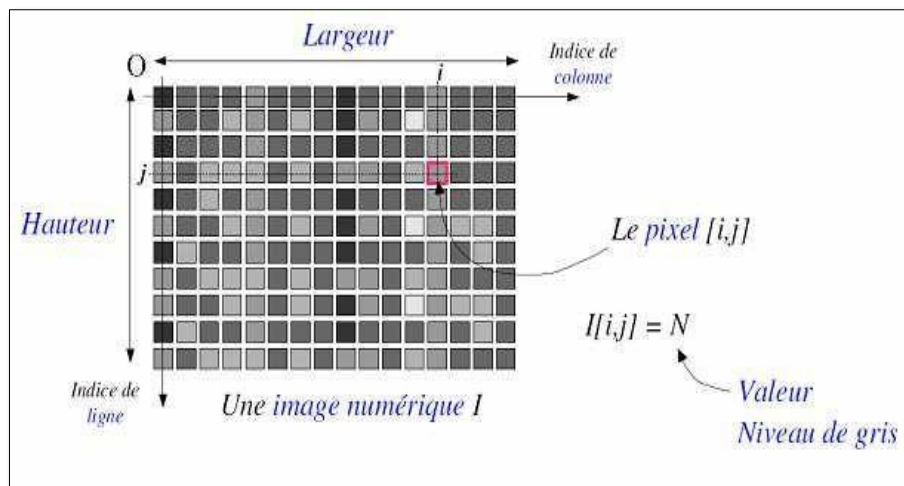 Largeur
O
i
Indice de
colonne
j
Hauteur
Le pixel [i,j]
I[i,j] = N
Indice de
ligne
Une image numérique I
Valeur
Niveau de gris